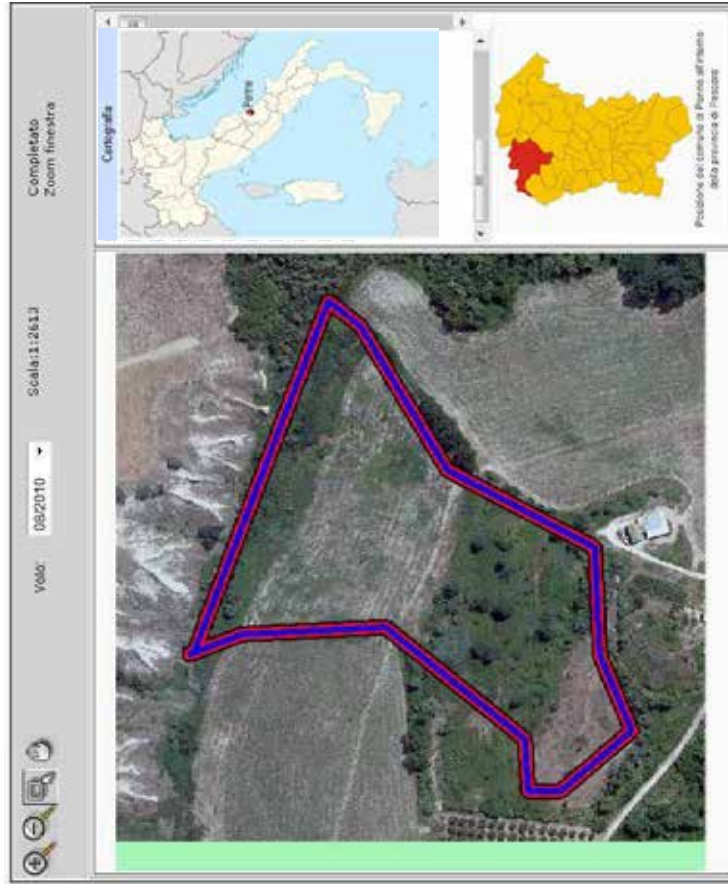 Volo: 08/2010
Scala:1:2613
Completato
Zoom finestra
Cartografia
Penne
Posizione del comune di Penne all'interno
della provincia di Pescara